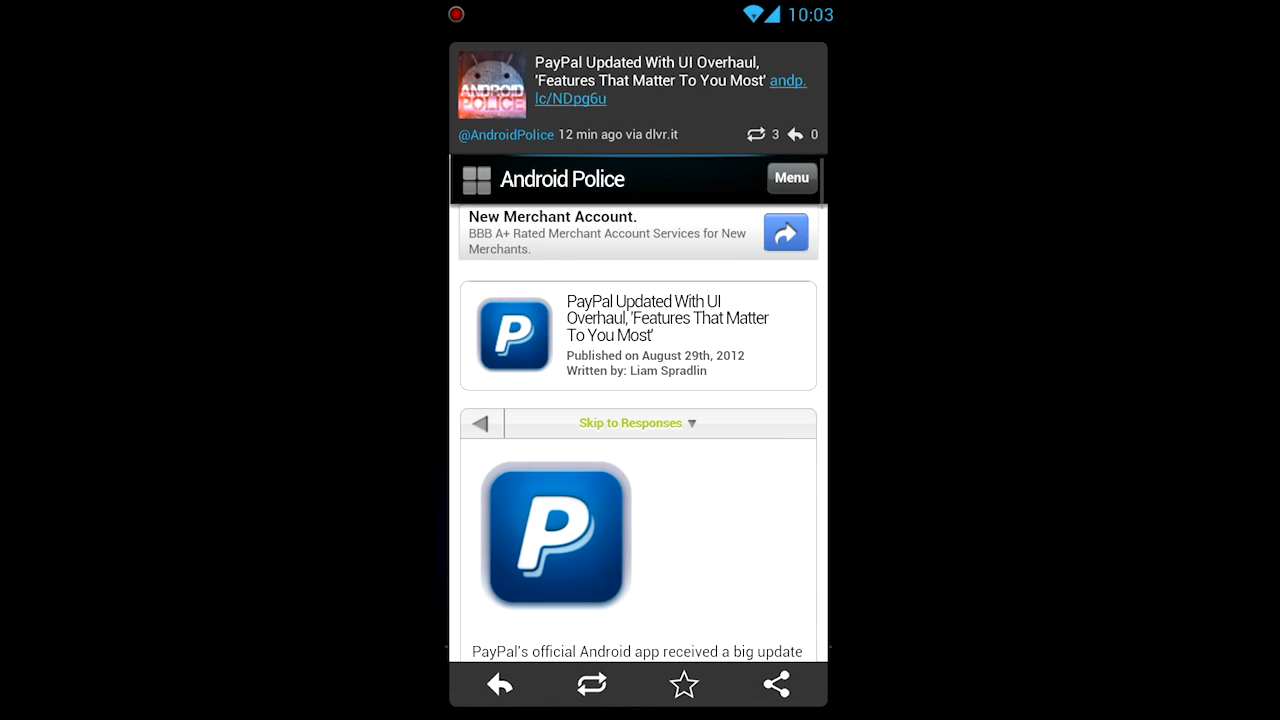 10:03
PayPal Updated With UI Overhaul,
'Features That Matter To You Most' andp.
lc/NDpg6u
ANDROID
POLICE
@AndroidPolice 12 min ago via dlvr.it 3 0
Android Police
Menu
New Merchant Account.
BBB A+ Rated Merchant Account Services for New
Merchants.
P
PayPal Updated With UI
Overhaul, 'Features That Matter
To You Most'
Published on August 29th, 2012
Written by: Liam Spradlin
Skip to Responses
P
PayPal's official Android app received a big update